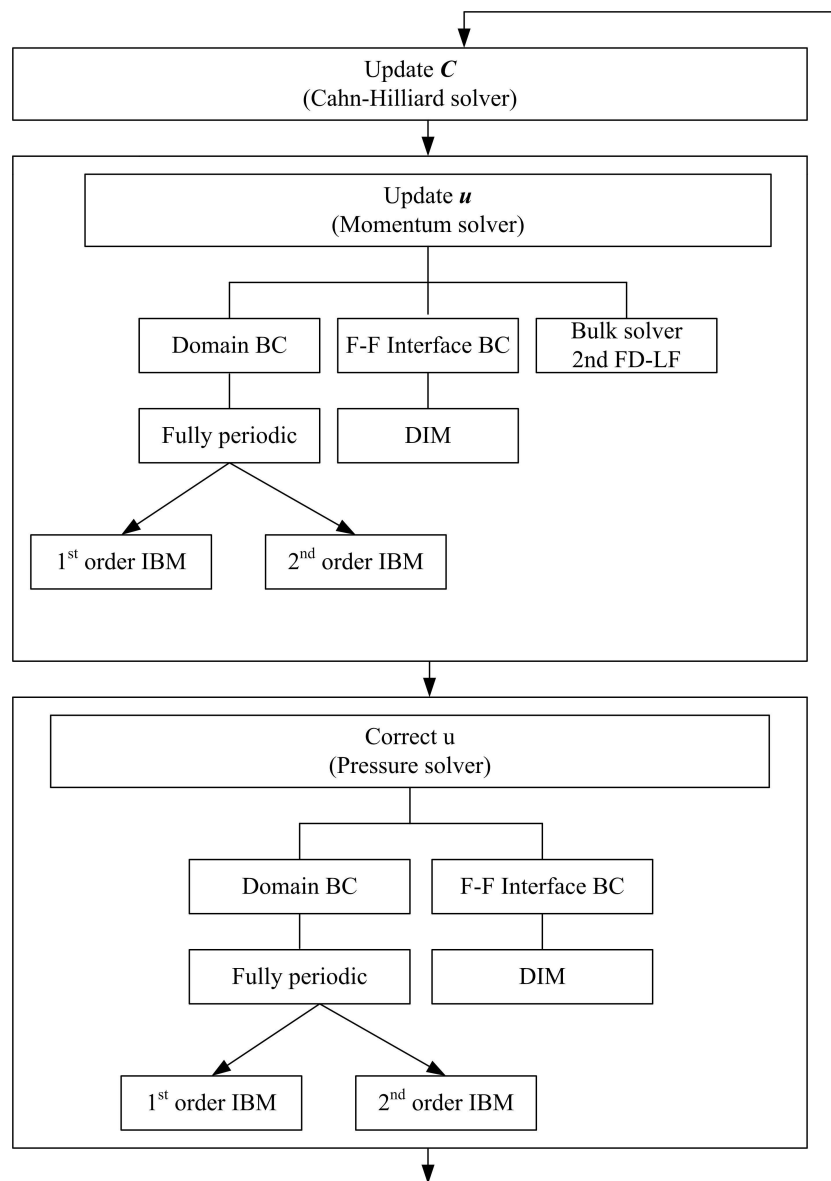 Update C
(Cahn-Hilliard solver)
Update u
(Momentum solver)
Domain BC
F-F Interface BC
Bulk solver
2nd FD-LF
Fully periodic
DIM
1st order IBM
2nd order IBM
Correct u
(Pressure solver)
Domain BC
F-F Interface BC
Fully periodic
DIM
1st order IBM
2nd order IBM